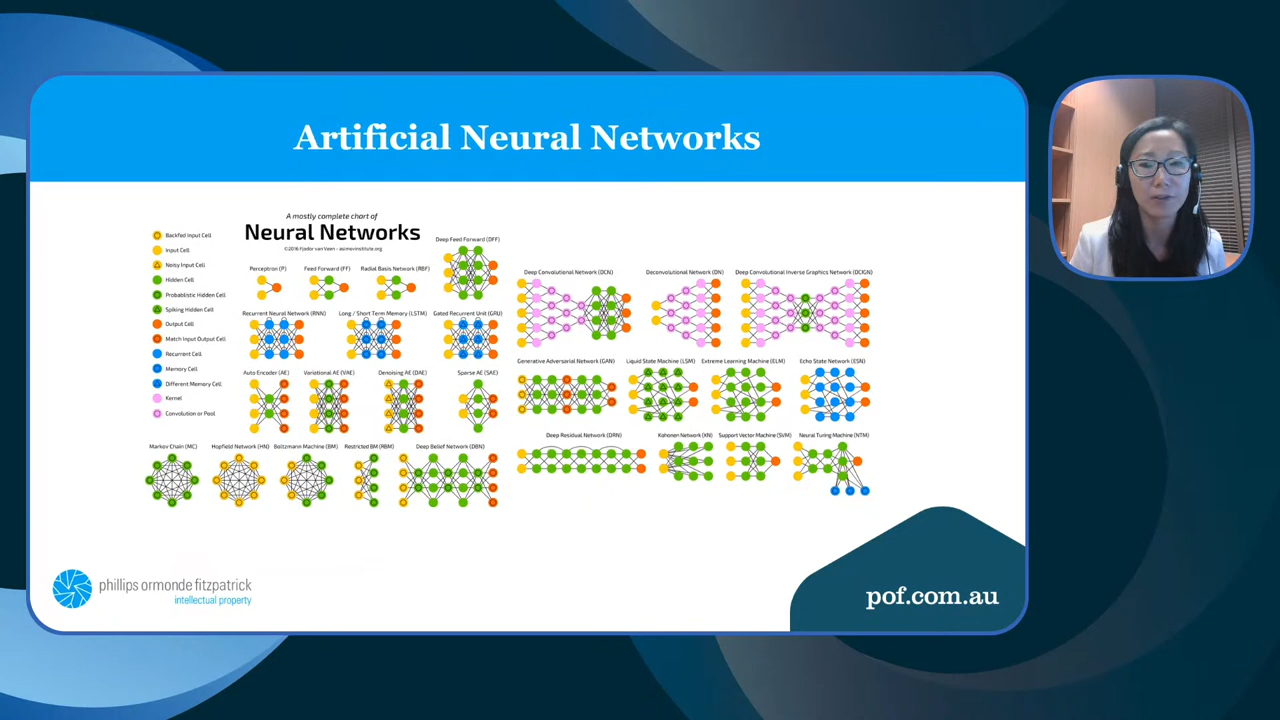 Artificial Neural Networks
A mostly complete chart of
Neural Networks
©2016 Fjodor van Veen - asimovinstitute.org
Backfed Input Cell
Input Cell
Noisy Input Cell
Hidden Cell
Probablistic Hidden Cell
Spiking Hidden Cell
Output Cell
Match Input Output Cell
Recurrent Cell
Memory Cell
Different Memory Cell
Kernel
Convolution or Pool
Deep Feed Forward (DFF)
Perceptron (P)
Feed Forward (FF)
Radial Basis Network (RBF)
Recurrent Neural Network (RNN)
Long / Short Term Memory (LSTM)
Gated Recurrent Unit (GRU)
Auto Encoder (AE)
Variational AE (VAE)
Denoising AE (DAE)
Sparse AE (SAE)
Markov Chain (MC)
Hopfield Network (HN)
Boltzmann Machine (BM)
Restricted BM (RBM)
Deep Belief Network (DBN)
Deep Convolutional Network (DCN)
Deconvolutional Network (DN)
Deep Convolutional Inverse Graphics Network (DCIGN)
Generative Adversarial Network (GAN)
Liquid State Machine (LSM)
Extreme Learning Machine (ELM)
Echo State Network (ESN)
Deep Residual Network (DRN)
Kohonen Network (KN)
Support Vector Machine (SVM)
Neural Turing Machine (NTM)
phillips ormonde fitzpatrick
intellectual property
pof.com.au